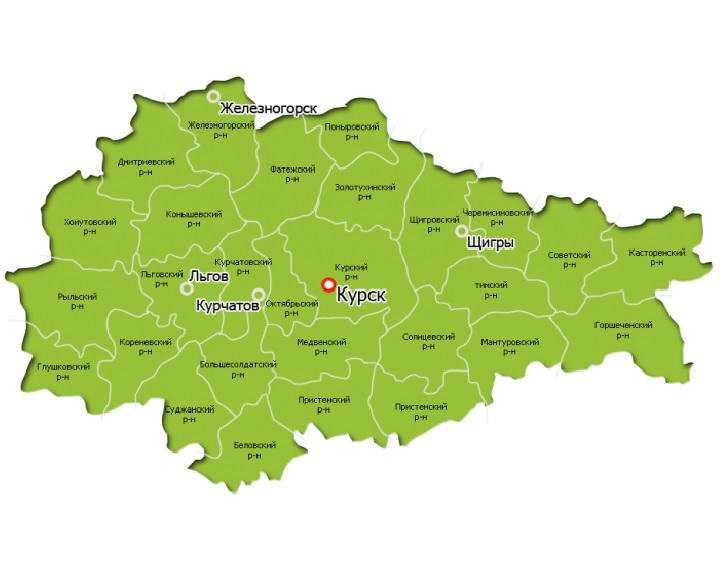 Железногорск
Железногорский
р-н
Поныровский
р-н
Дмитриевский
р-н
Фатежский
р-н
Золотухинский
р-н
Хомутовский
р-н
Конышевский
р-н
Щигровский
р-н
Черемисиновский
р-н
Щигры
Советский
р-н
Касторенский
р-н
Льговский
р-н
Льгов
Курчатовский
р-н
Курчатов
Октябрьский
р-н
Курский
р-н
Курск
тинский
р-н
Рыльский
р-н
Горшеченский
р-н
Кореневский
р-н
Медвенский
р-н
Солнцевский
р-н
Мантуровский
р-н
Глушковский
р-н
Большесолдатский
р-н
Суджанский
р-н
Пристенский
р-н
Пристенский
р-н
Беловский
р-н